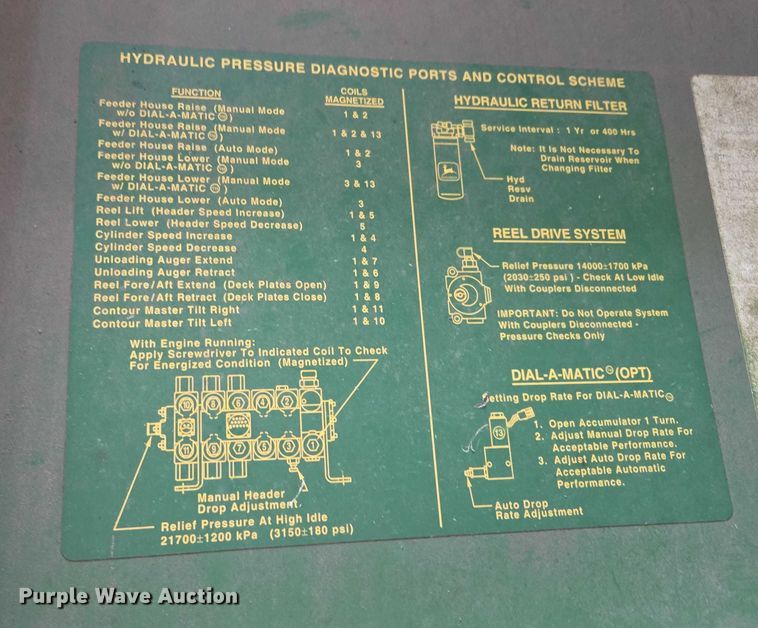 HYDRAULIC PRESSURE DIAGNOSTIC PORTS AND CONTROL SCHEME
FUNCTION COILS MAGNETIZED
Feeder House Raise (Manual Mode
w/o DIAL-A-MATIC) 1 & 2
Feeder House Raise (Manual Mode
w/ DIAL-A-MATIC) 1 & 2 & 13
Feeder House Raise (Auto Mode) 1 & 2
Feeder House Lower (Manual Mode 3
w/o DIAL-A-MATIC)
Feeder House Lower (Manual Mode
w/ DIAL-A-MATIC) 3 & 13
Feeder House Lower (Auto Mode) 3
Reel Lift (Header Speed Increase) 1 & 5
Reel Lower (Header Speed Decrease) 5
Cylinder Speed Increase 1 & 4
Cylinder Speed Decrease 4
Unloading Auger Extend 1 & 7
Unloading Auger Retract 1 & 6
Reel Fore/Aft Extend (Deck Plates Open) 1 & 9
Reel Fore/Aft Retract (Deck Plates Close) 1 & 8
Contour Master Tilt Right 1 & 11
Contour Master Tilt Left 1 & 10
With Engine Running:
Apply Screwdriver To Indicated Coil To Check
For Energized Condition (Magnetized)
Manual Header
Drop Adjustment
Relief Pressure At High Idle
21700±1200 kPa (3150±180 psi)
HYDRAULIC RETURN FILTER
Service Interval : 1 Yr or 400 Hrs
Note: It Is Not Necessary To
Drain Reservoir When
Changing Filter
Hyd
Resv
Drain
REEL DRIVE SYSTEM
Relief Pressure 14000±1700 kPa
(2030±250 psi) - Check At Low Idle
With Couplers Disconnected
IMPORTANT: Do Not Operate System
With Couplers Disconnected -
Pressure Checks Only
DIAL-A-MATIC (OPT)
Setting Drop Rate For DIAL-A-MATIC
13
1. Open Accumulator 1 Turn.
2. Adjust Manual Drop Rate For
Acceptable Performance.
3. Adjust Auto Drop Rate For
Acceptable Automatic
Performance.
Auto Drop
Rate Adjustment
Purple Wave Auction